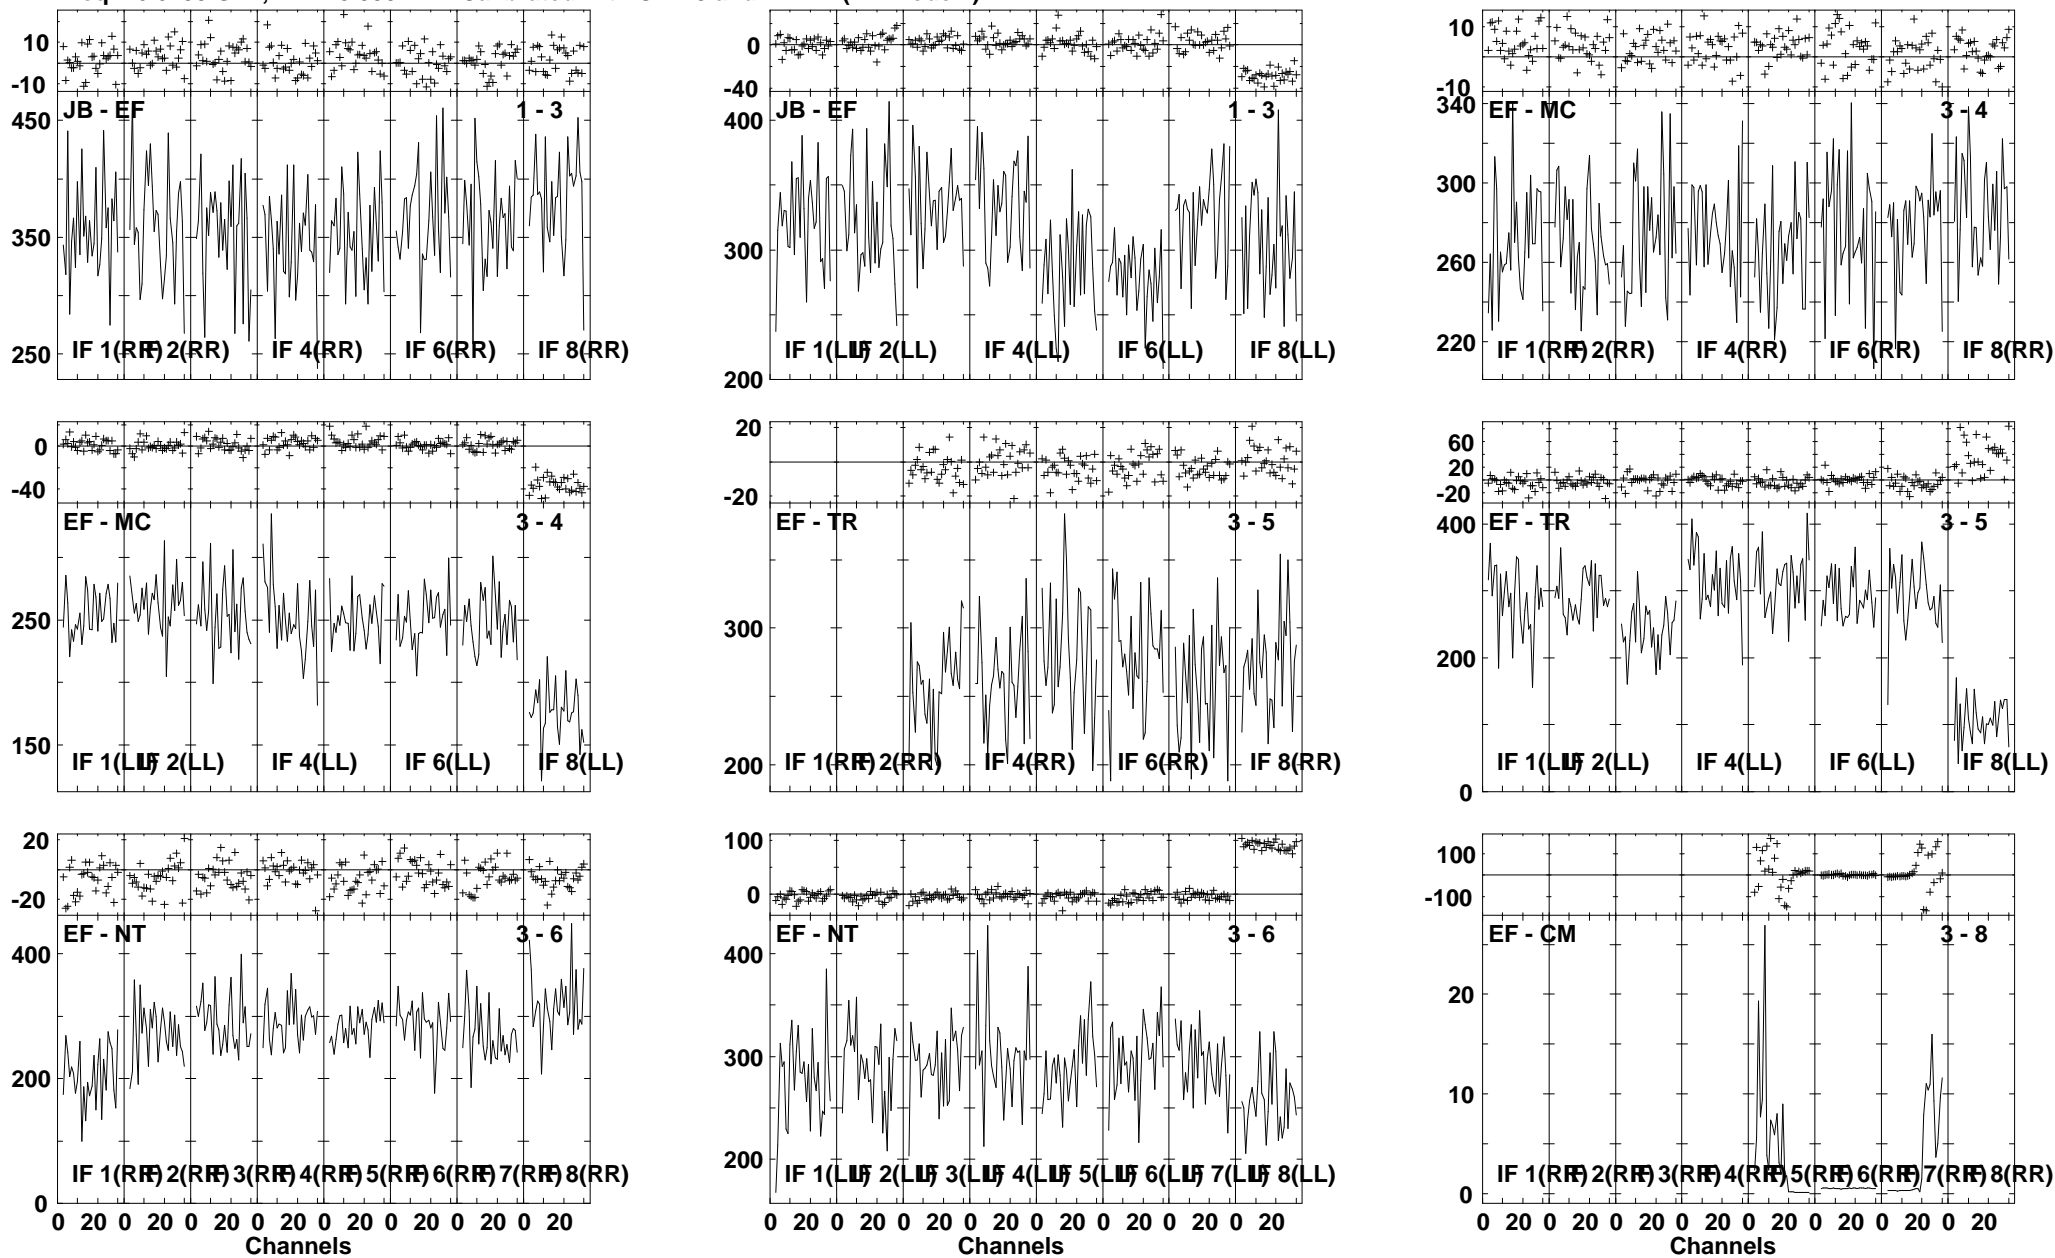 10
0
-10
JB - EF 1 - 3
450
350
250
IF 1(RR) IF 2(RR) IF 4(RR) IF 6(RR) IF 8(RR)
0
-40
JB - EF 1 - 3
400
300
200
IF 1(LL) IF 2(LL) IF 4(LL) IF 6(LL) IF 8(LL)
10
-10
EF - MC 3 - 4
340
300
260
220
IF 1(RR) IF 2(RR) IF 4(RR) IF 6(RR) IF 8(RR)
0
-40
EF - MC 3 - 4
250
150
IF 1(LL) IF 2(LL) IF 4(LL) IF 6(LL) IF 8(LL)
20
-20
EF - TR 3 - 5
300
200
IF 1(RR) IF 2(RR) IF 4(RR) IF 6(RR) IF 8(RR)
60
20
-20
EF - TR 3 - 5
400
200
0
IF 1(LL) IF 2(LL) IF 4(LL) IF 6(LL) IF 8(LL)
20
-20
EF - NT 3 - 6
400
200
0
IF 1(RR) IF 2(RR) IF 3(RR) IF 4(RR) IF 5(RR) IF 6(RR) IF 7(RR) IF 8(RR)
0 20 0 20 0 20 0 20 0 20 0 20 0 20 0 20
Channels
100
0
EF - NT 3 - 6
400
300
200
IF 1(LL) IF 2(LL) IF 3(LL) IF 4(LL) IF 5(LL) IF 6(LL) IF 7(LL) IF 8(LL)
0 20 0 20 0 20 0 20 0 20 0 20 0 20 0 20
Channels
100
-100
EF - CM 3 - 8
20
10
0
IF 1(RR) IF 2(RR) IF 3(RR) IF 4(RR) IF 5(RR) IF 6(RR) IF 7(RR) IF 8(RR)
0 20 0 20 0 20 0 20 0 20 0 20 0 20 0 20
Channels